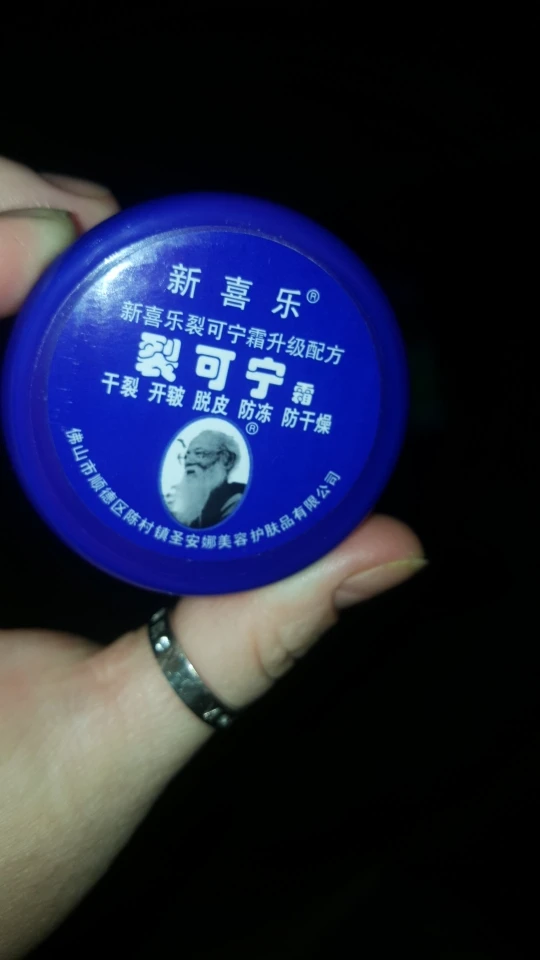 新喜乐®
新喜乐裂可宁霜升级配方
裂可宁霜
干裂 开皲 脱皮 防冻 防干燥
®
佛山市顺德区陈村镇圣安娜美容护肤品有限公司